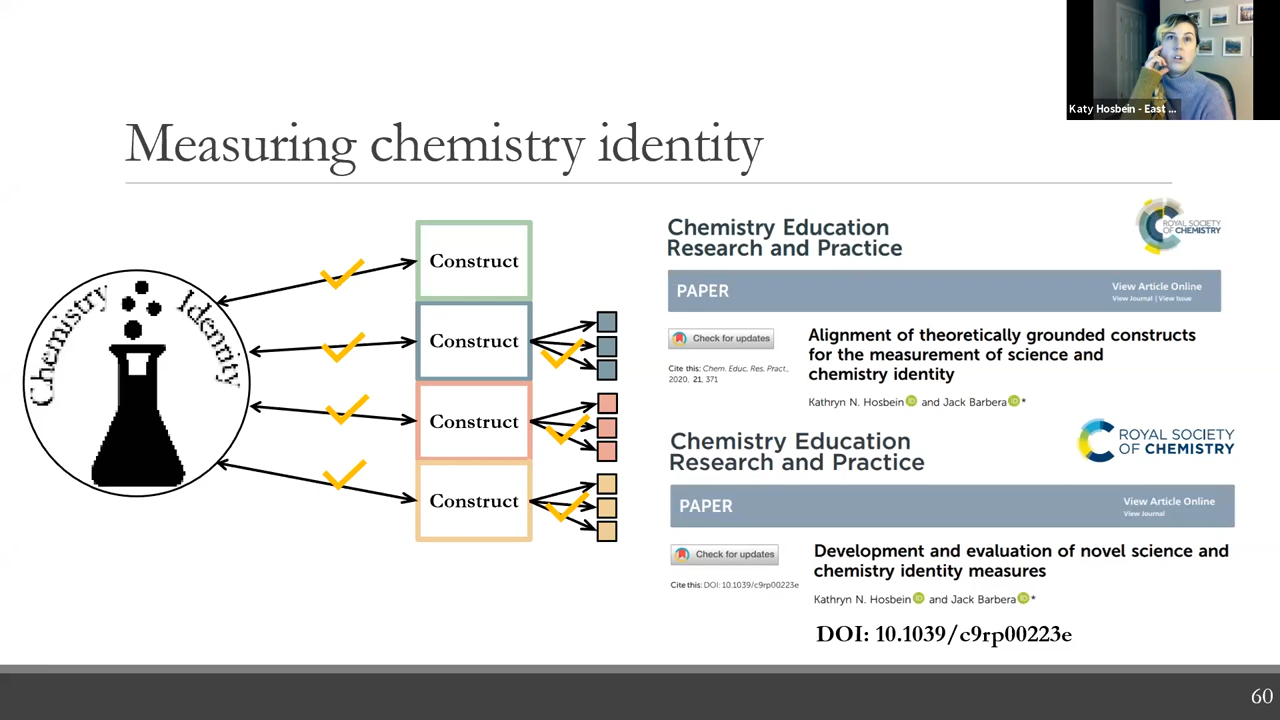 Katy Hosbein - East ...
Measuring chemistry identity
Chemistry Identity
Construct
Construct
Construct
Construct
Chemistry Education
Research and Practice
ROYAL SOCIETY
OF CHEMISTRY
PAPER
View Article Online
View Journal | View Issue
Check for updates
Cite this: Chem. Educ. Res. Pract.,
2020, 21, 371
Alignment of theoretically grounded constructs
for the measurement of science and
chemistry identity
Kathryn N. Hosbein iD and Jack Barbera iD *
Chemistry Education
Research and Practice
ROYAL SOCIETY
OF CHEMISTRY
PAPER
View Article Online
View Journal
Check for updates
Cite this: DOI: 10.1039/c9rp00223e
Development and evaluation of novel science and
chemistry identity measures
Kathryn N. Hosbein iD and Jack Barbera iD *
DOI: 10.1039/c9rp00223e
60